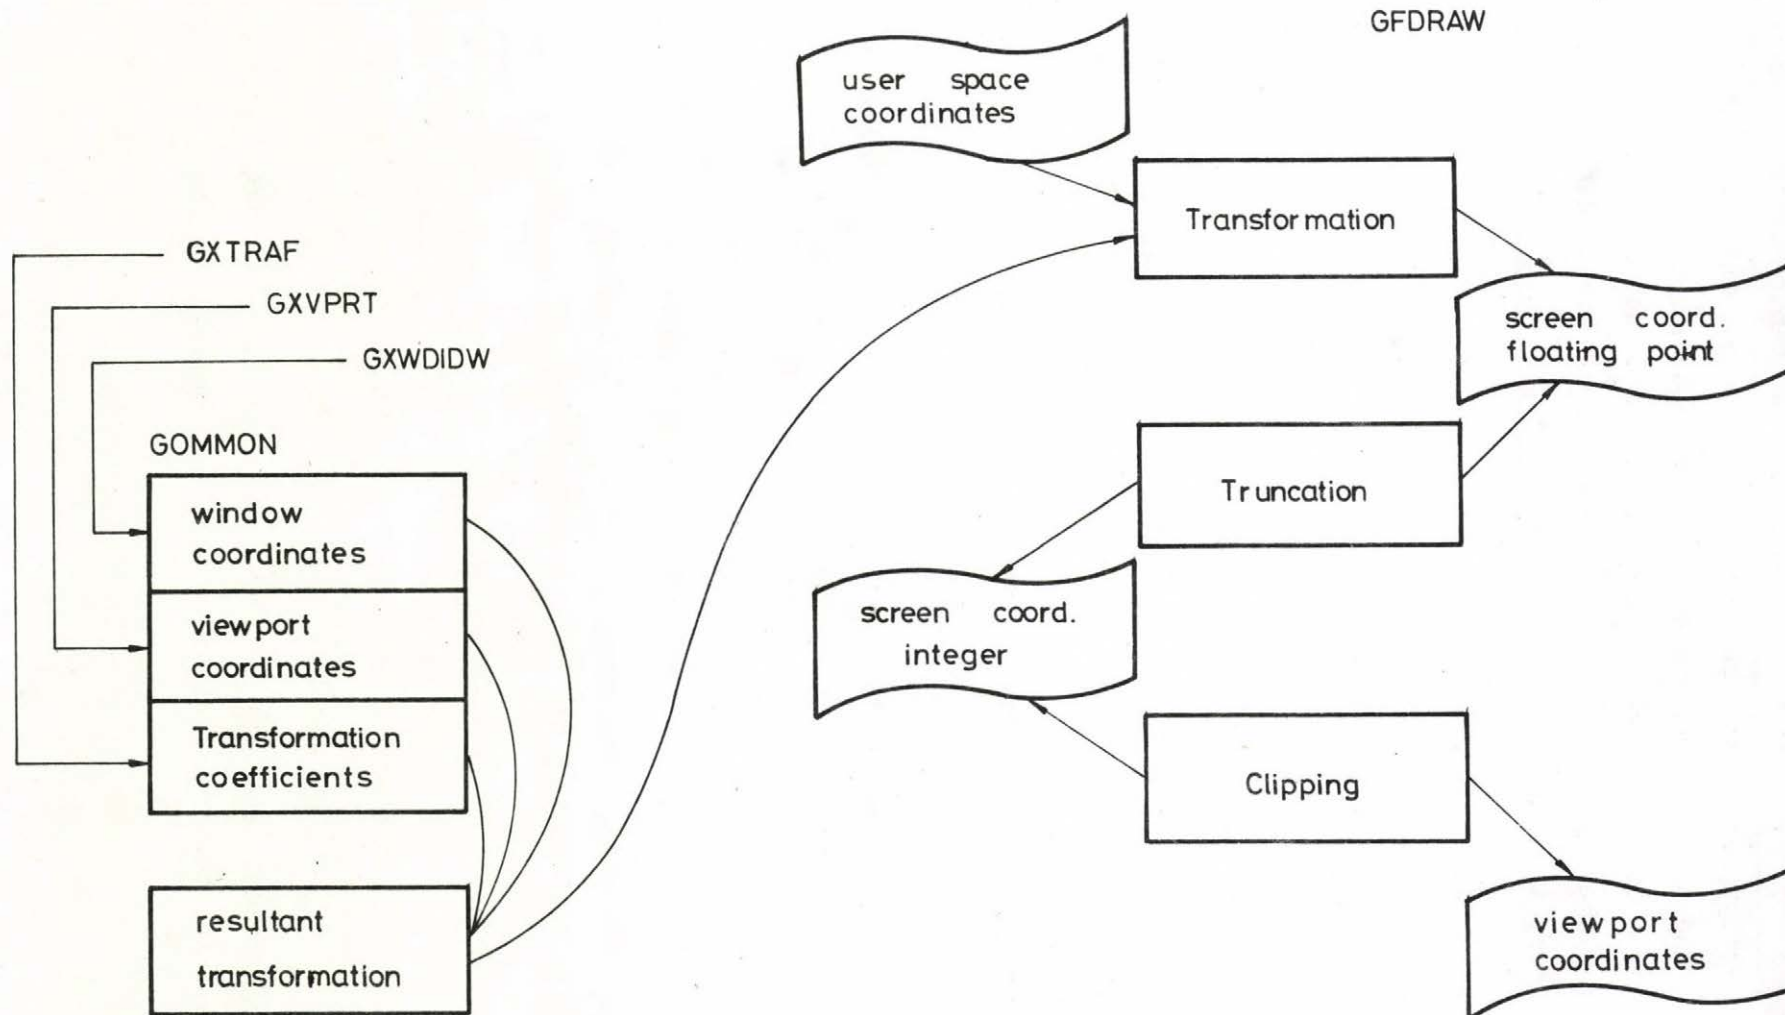 GFDRAW
user space
coordinates
Transformation
screen coord.
floating point
Truncation
screen coord.
integer
Clipping
viewport
coordinates
GXTRAF
GXVPRT
GXWDIDW
GOMMON
window
coordinates
viewport
coordinates
Transformation
coefficients
resultant
transformation